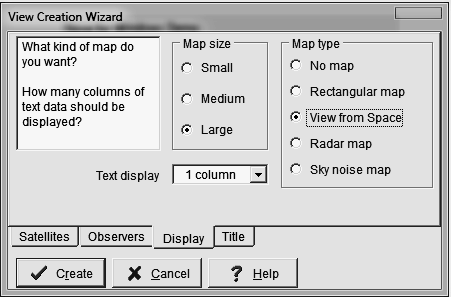 View Creation Wizard
What kind of map do
you want?
How many columns of
text data should be
displayed?
Map size
Small
Medium
Large
Map type
No map
Rectangular map
View from Space
Radar map
Sky noise map
Text display
1 column
Satellites
Observers
Display
Title
Create
Cancel
? Help